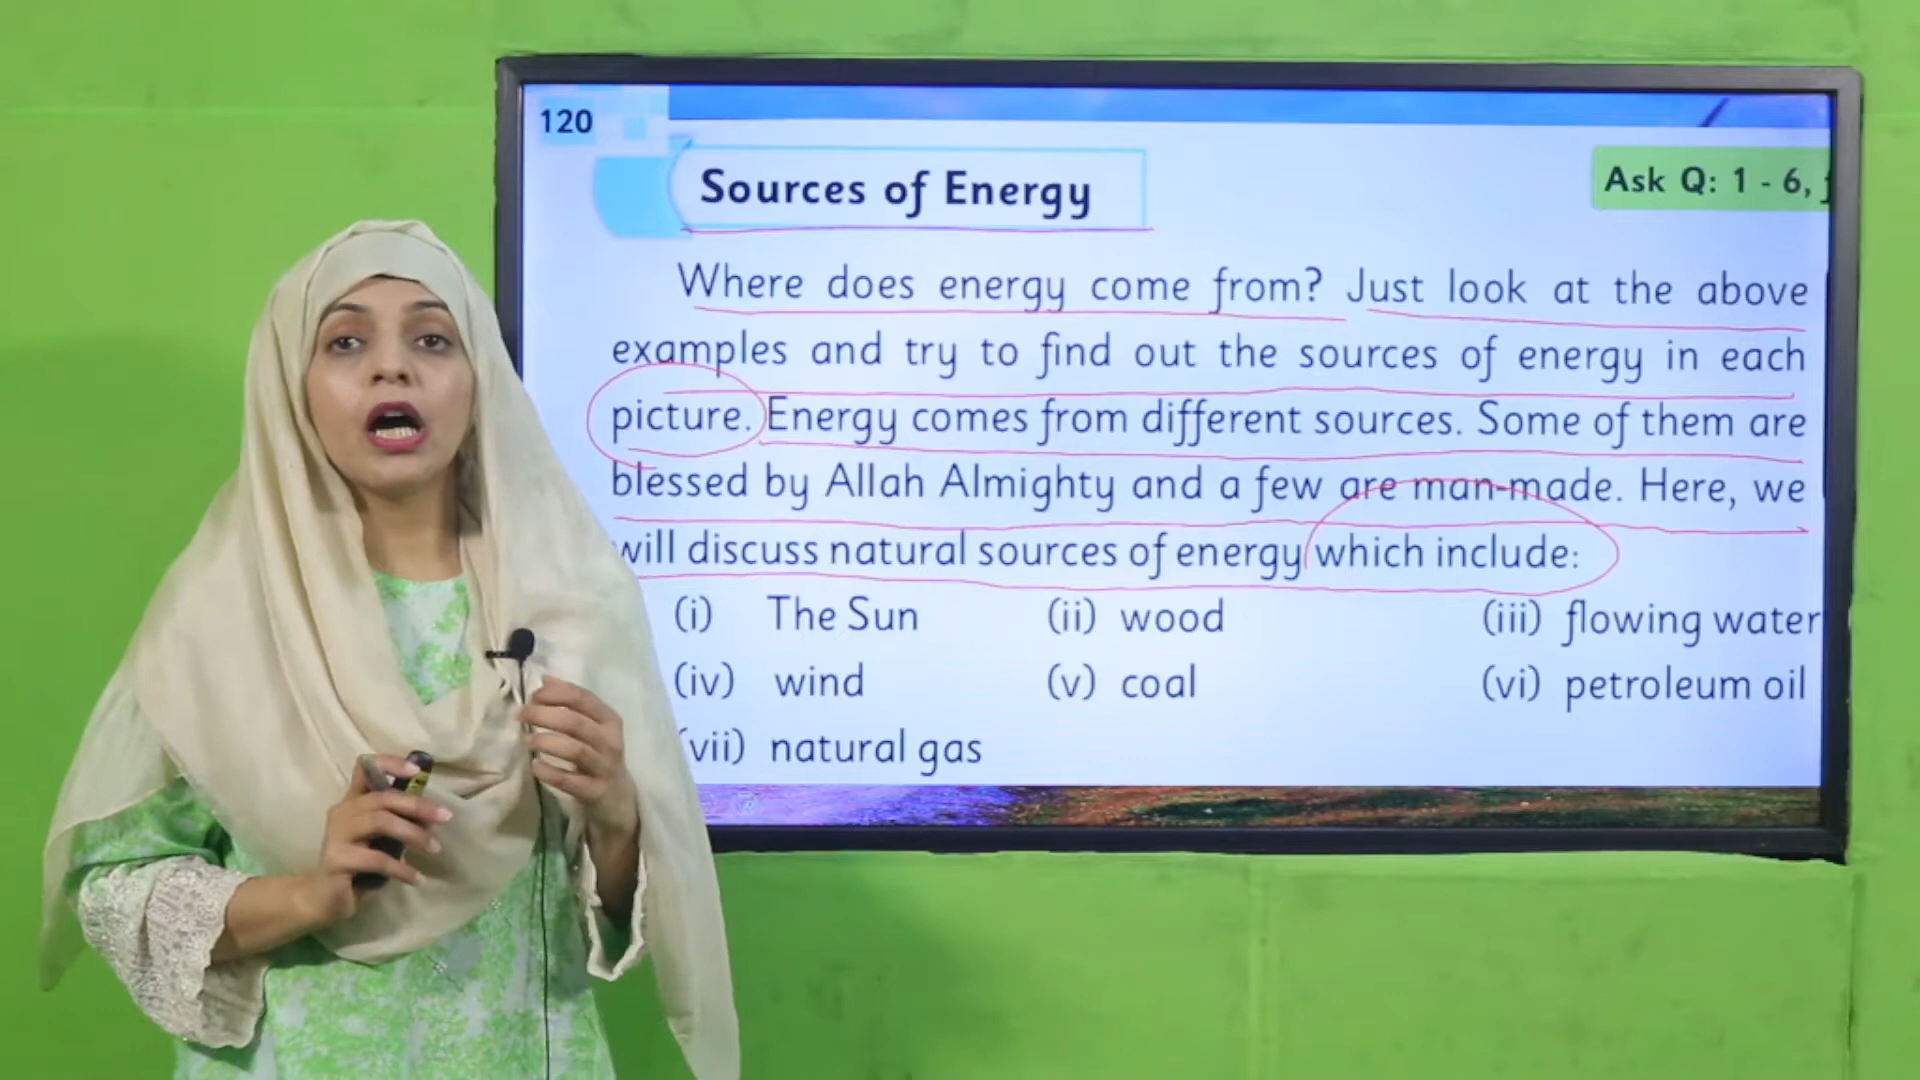 120
Sources of Energy
Ask Q: 1 - 6,
Where does energy come from? Just look at the above
examples and try to find out the sources of energy in each
picture. Energy comes from different sources. Some of them are
blessed by Allah Almighty and a few are man-made. Here, we
will discuss natural sources of energy which include:
(i) The Sun (ii) wood (iii) flowing water
(iv) wind (v) coal (vi) petroleum oil
(vii) natural gas